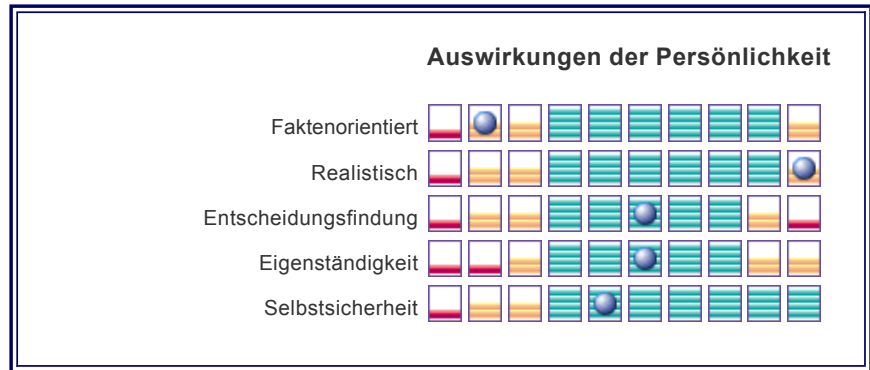 Auswirkungen der Persönlichkeit
Faktenorientiert
Realistisch
Entscheidungsfindung
Eigenständigkeit
Selbstsicherheit